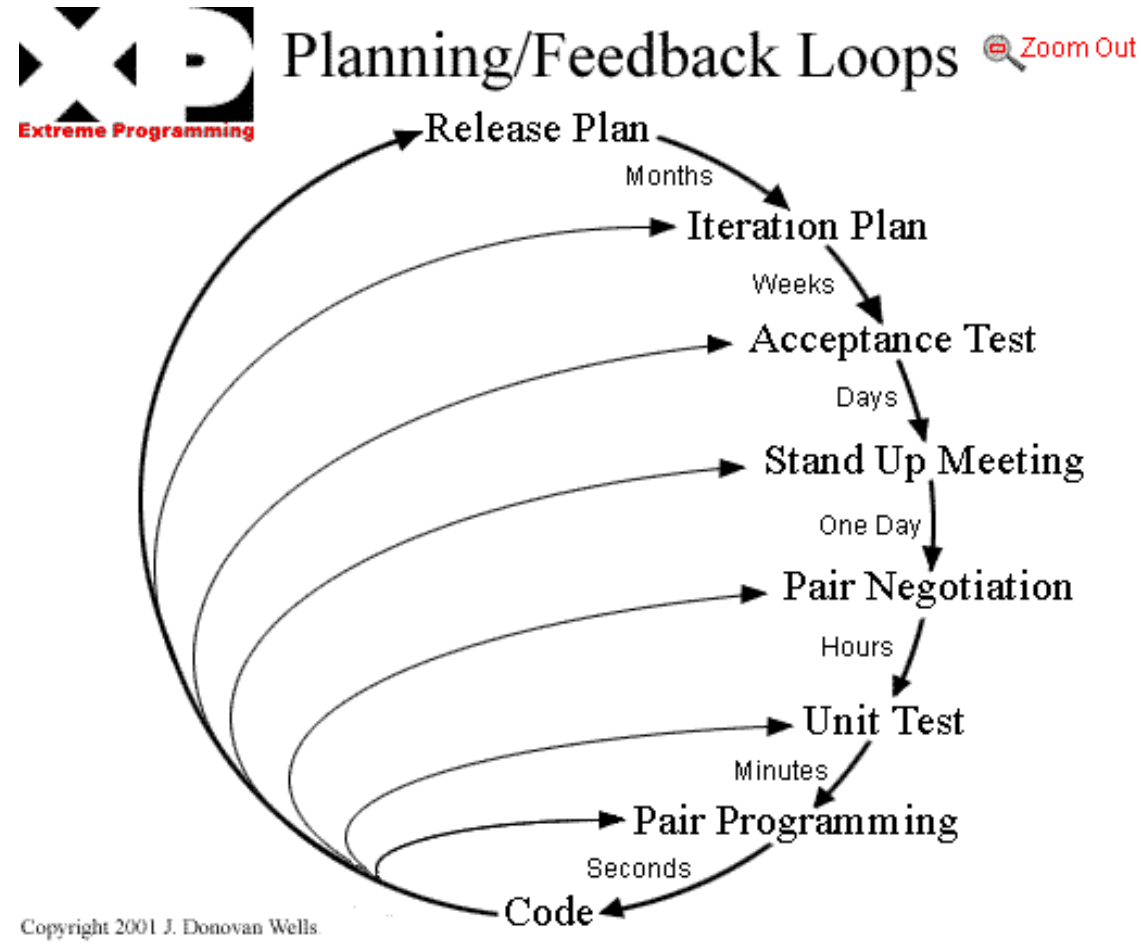 XP
Extreme Programming
Planning/Feedback Loops
Zoom Out
Release Plan
Months
Iteration Plan
Weeks
Acceptance Test
Days
Stand Up Meeting
One Day
Pair Negotiation
Hours
Unit Test
Minutes
Pair Programming
Seconds
Code
Copyright 2001 J. Donovan Wells.